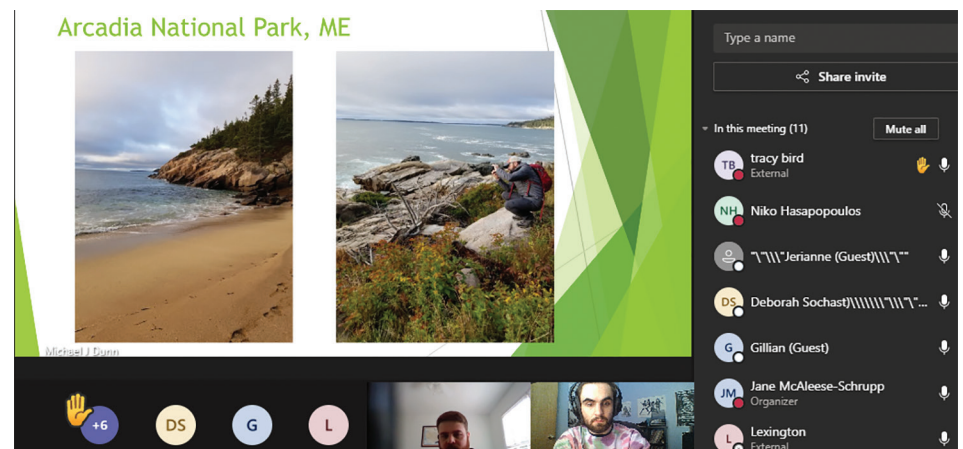 Arcadia National Park, ME
Michael J Dunn
+6
DS
G
L
Type a name
Share invite
In this meeting (11)
Mute all
TB
tracy bird
External
NH
Niko Hasapopoulos
"\"\\\"Jerianne (Guest)\\\"\""
DS
Deborah Sochast)\\\\\\\"\\\"\"...
G
Gillian (Guest)
JM
Jane McAleese-Schrupp
Organizer
L
Lexington
External